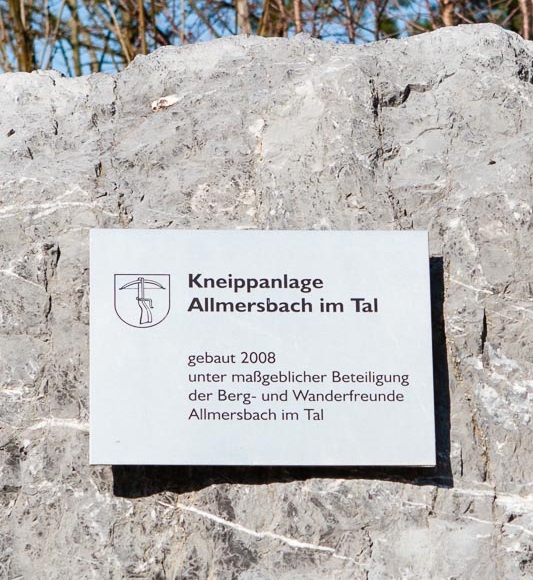 Kneippanlage
Allmersbach im Tal
gebaut 2008
unter maßgeblicher Beteiligung
der Berg- und Wanderfreunde
Allmersbach im Tal